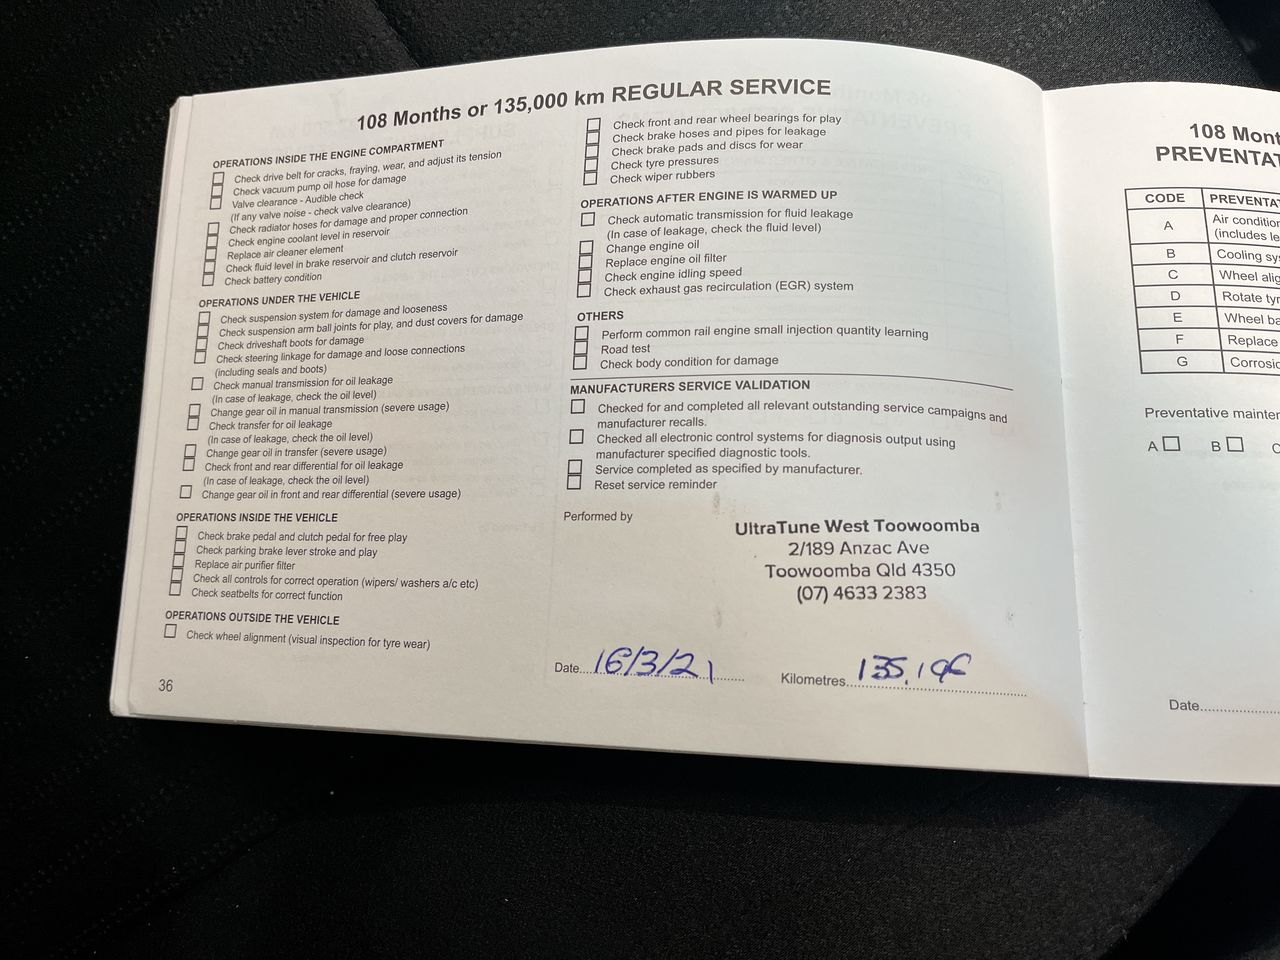 108 Months or 135,000 km REGULAR SERVICE
OPERATIONS INSIDE THE ENGINE COMPARTMENT
Check drive belt for cracks, fraying, wear, and adjust its tension
Check vacuum pump oil hose for damage
Valve clearance - Audible check
(If any valve noise - check valve clearance)
Check radiator hoses for damage and proper connection
Check engine coolant level in reservoir
Replace air cleaner element
Check fluid level in brake reservoir and clutch reservoir
Check battery condition
OPERATIONS UNDER THE VEHICLE
Check suspension system for damage and looseness
Check suspension arm ball joints for play, and dust covers for damage
Check driveshaft boots for damage
Check steering linkage for damage and loose connections
(including seals and boots)
Check manual transmission for oil leakage
(In case of leakage, check the oil level)
Change gear oil in manual transmission (severe usage)
Check transfer for oil leakage
(In case of leakage, check the oil level)
Change gear oil in transfer (severe usage)
Check front and rear differential for oil leakage
(In case of leakage, check the oil level)
Change gear oil in front and rear differential (severe usage)
OPERATIONS INSIDE THE VEHICLE
Check brake pedal and clutch pedal for free play
Check parking brake lever stroke and play
Replace air purifier filter
Check all controls for correct operation (wipers/ washers a/c etc)
Check seatbelts for correct function
OPERATIONS OUTSIDE THE VEHICLE
Check wheel alignment (visual inspection for tyre wear)
36
Check front and rear wheel bearings for play
Check brake hoses and pipes for leakage
Check brake pads and discs for wear
Check tyre pressures
Check wiper rubbers
OPERATIONS AFTER ENGINE IS WARMED UP
Check automatic transmission for fluid leakage
(In case of leakage, check the fluid level)
Change engine oil
Replace engine oil filter
Check engine idling speed
Check exhaust gas recirculation (EGR) system
OTHERS
Perform common rail engine small injection quantity learning
Road test
Check body condition for damage
MANUFACTURERS SERVICE VALIDATION
Checked for and completed all relevant outstanding service campaigns and
manufacturer recalls.
Checked all electronic control systems for diagnosis output using
manufacturer specified diagnostic tools.
Service completed as specified by manufacturer.
Reset service reminder
Performed by
UltraTune West Toowoomba
2/189 Anzac Ave
Toowoomba Qld 4350
(07) 4633 2383
Date....16/3/21
Kilometres...
108 Mont
PREVENTA
CODE PREVENTA
A Air condition
(includes le
B Cooling sy
C Wheel alig
D Rotate tyr
E Wheel ba
F Replace
G Corrosio
Preventative mainter
A B C
Date